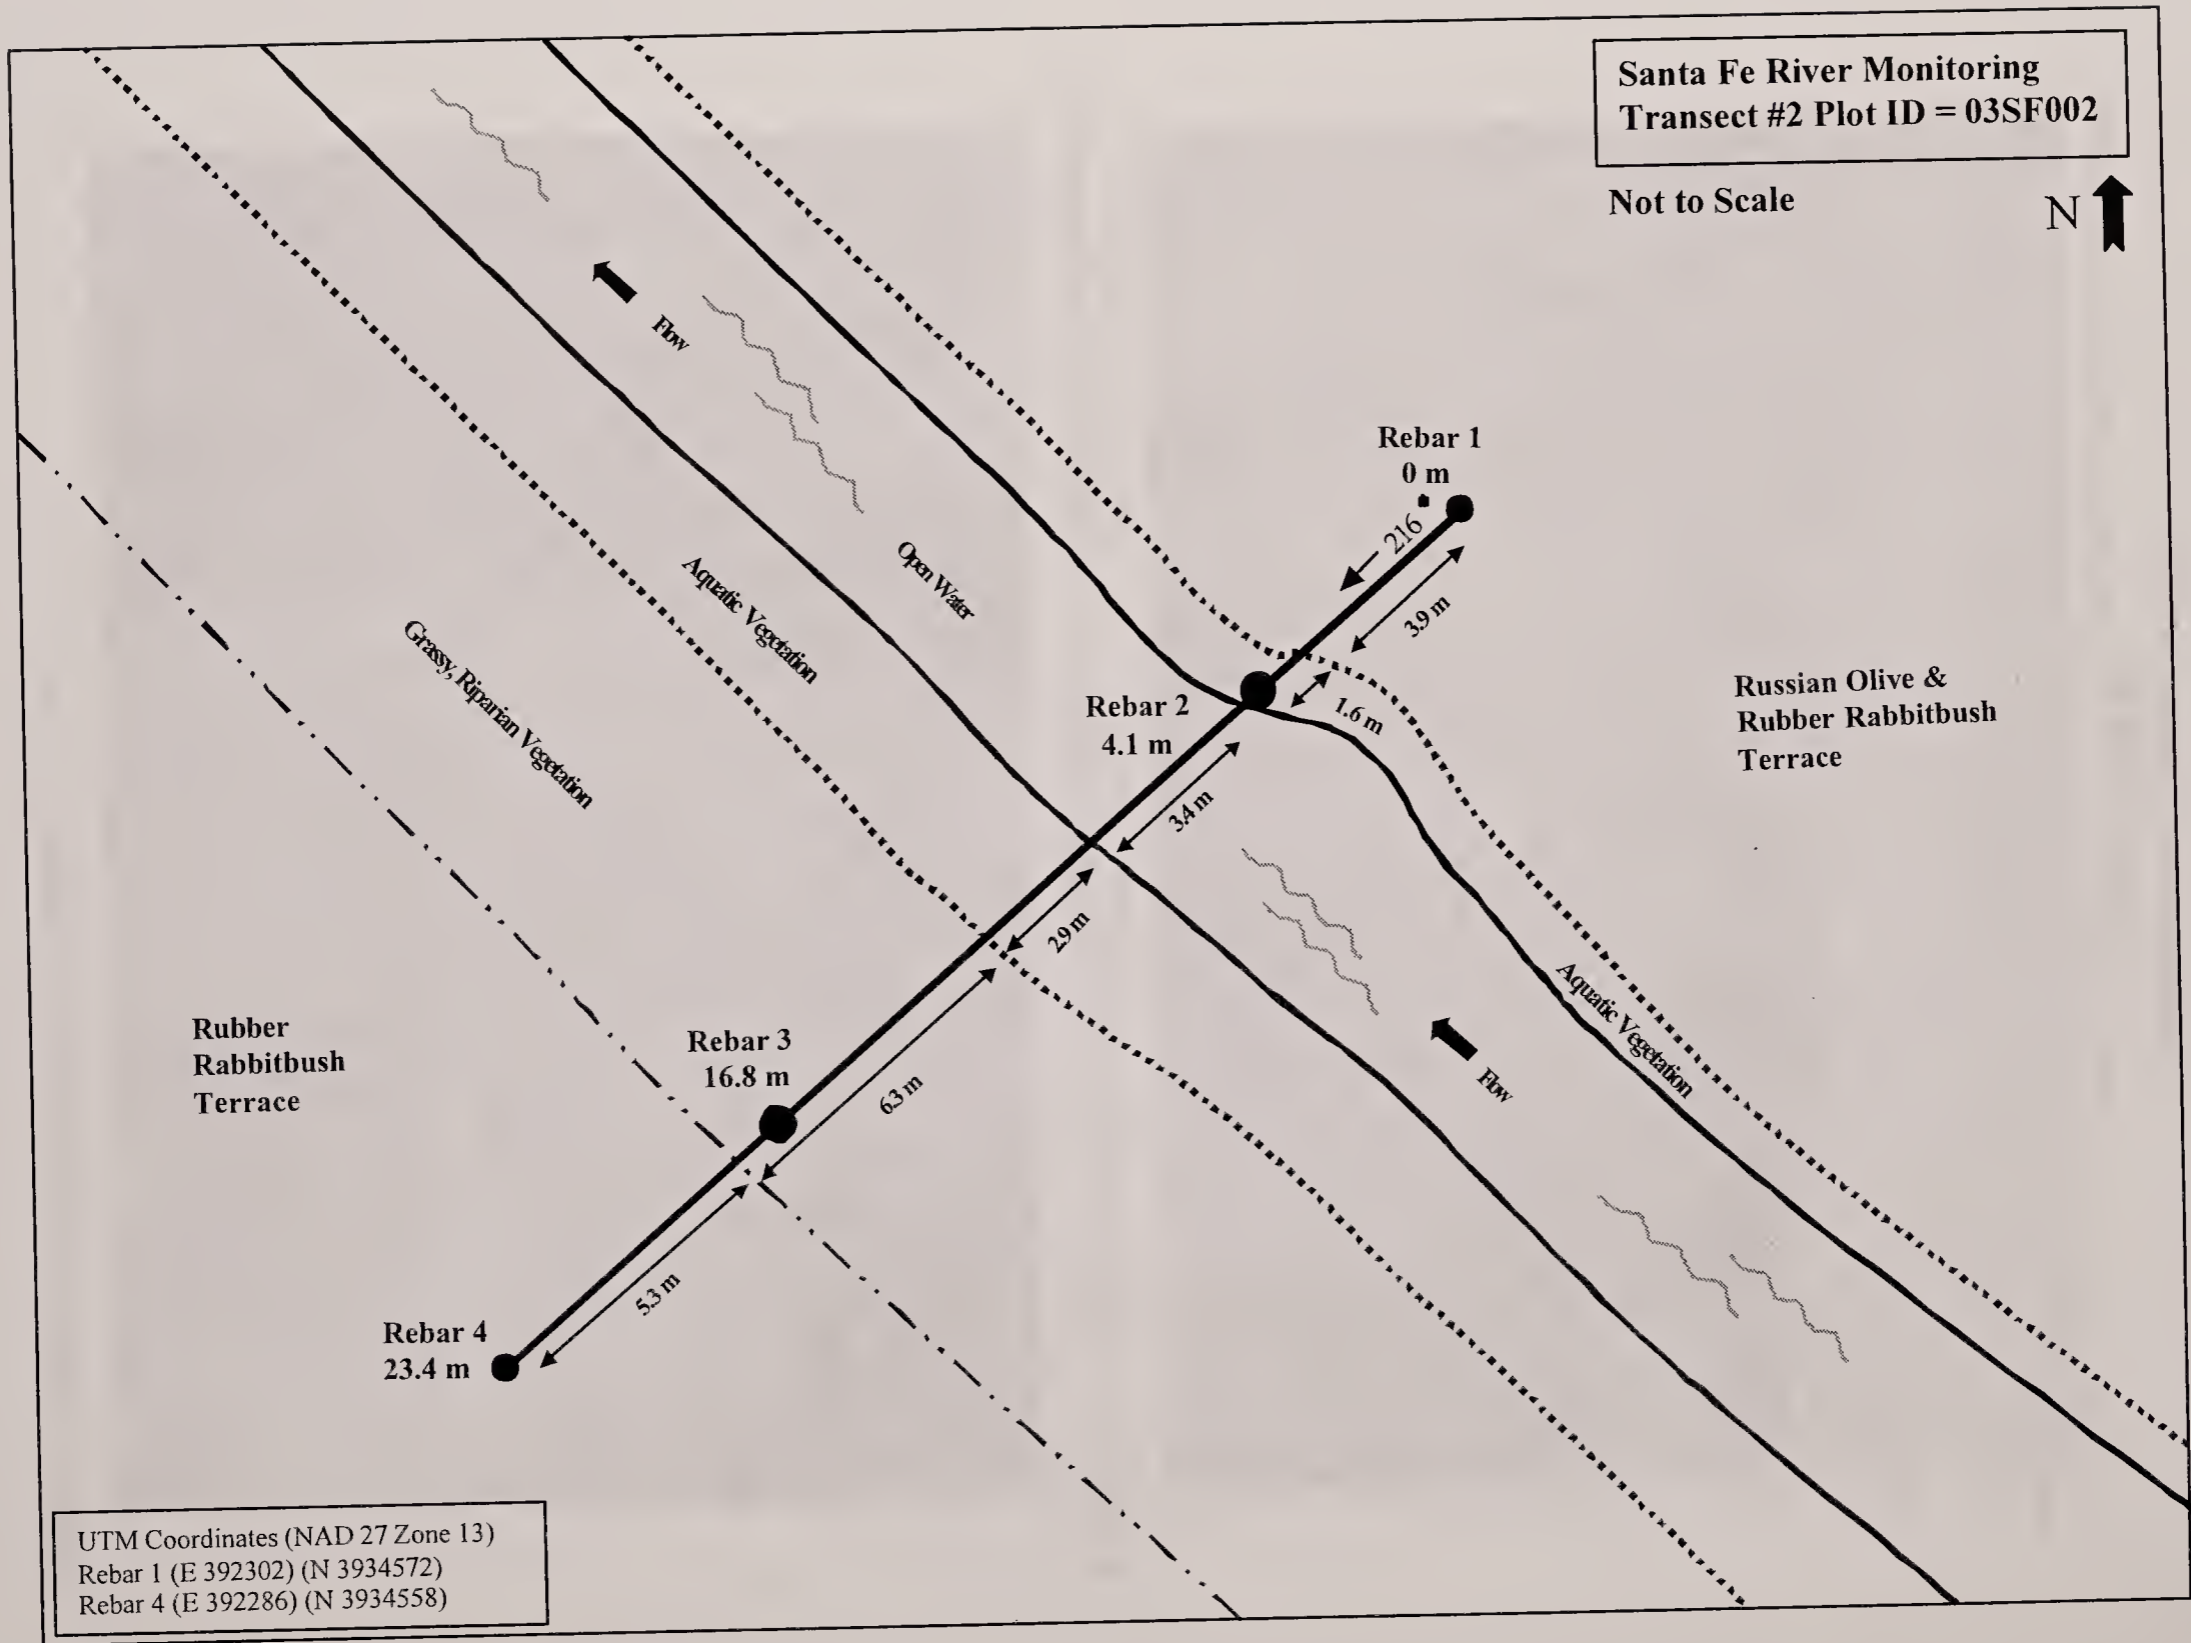 Santa Fe River Monitoring
Transect #2 Plot ID = 03SF002
Not to Scale
N
Flow
Rebar 1
0 m
216°
3.9 m
Open Water
Aquatic Vegetation
Grassy, Riparian Vegetation
Rebar 2
4.1 m
1.6 m
Russian Olive &
Rubber Rabbitbush
Terrace
3.4 m
2.9 m
Aquatic Vegetation
Flow
Rubber
Rabbitbush
Terrace
Rebar 3
16.8 m
6.3 m
5.3 m
Rebar 4
23.4 m
UTM Coordinates (NAD 27 Zone 13)
Rebar 1 (E 392302) (N 3934572)
Rebar 4 (E 392286) (N 3934558)